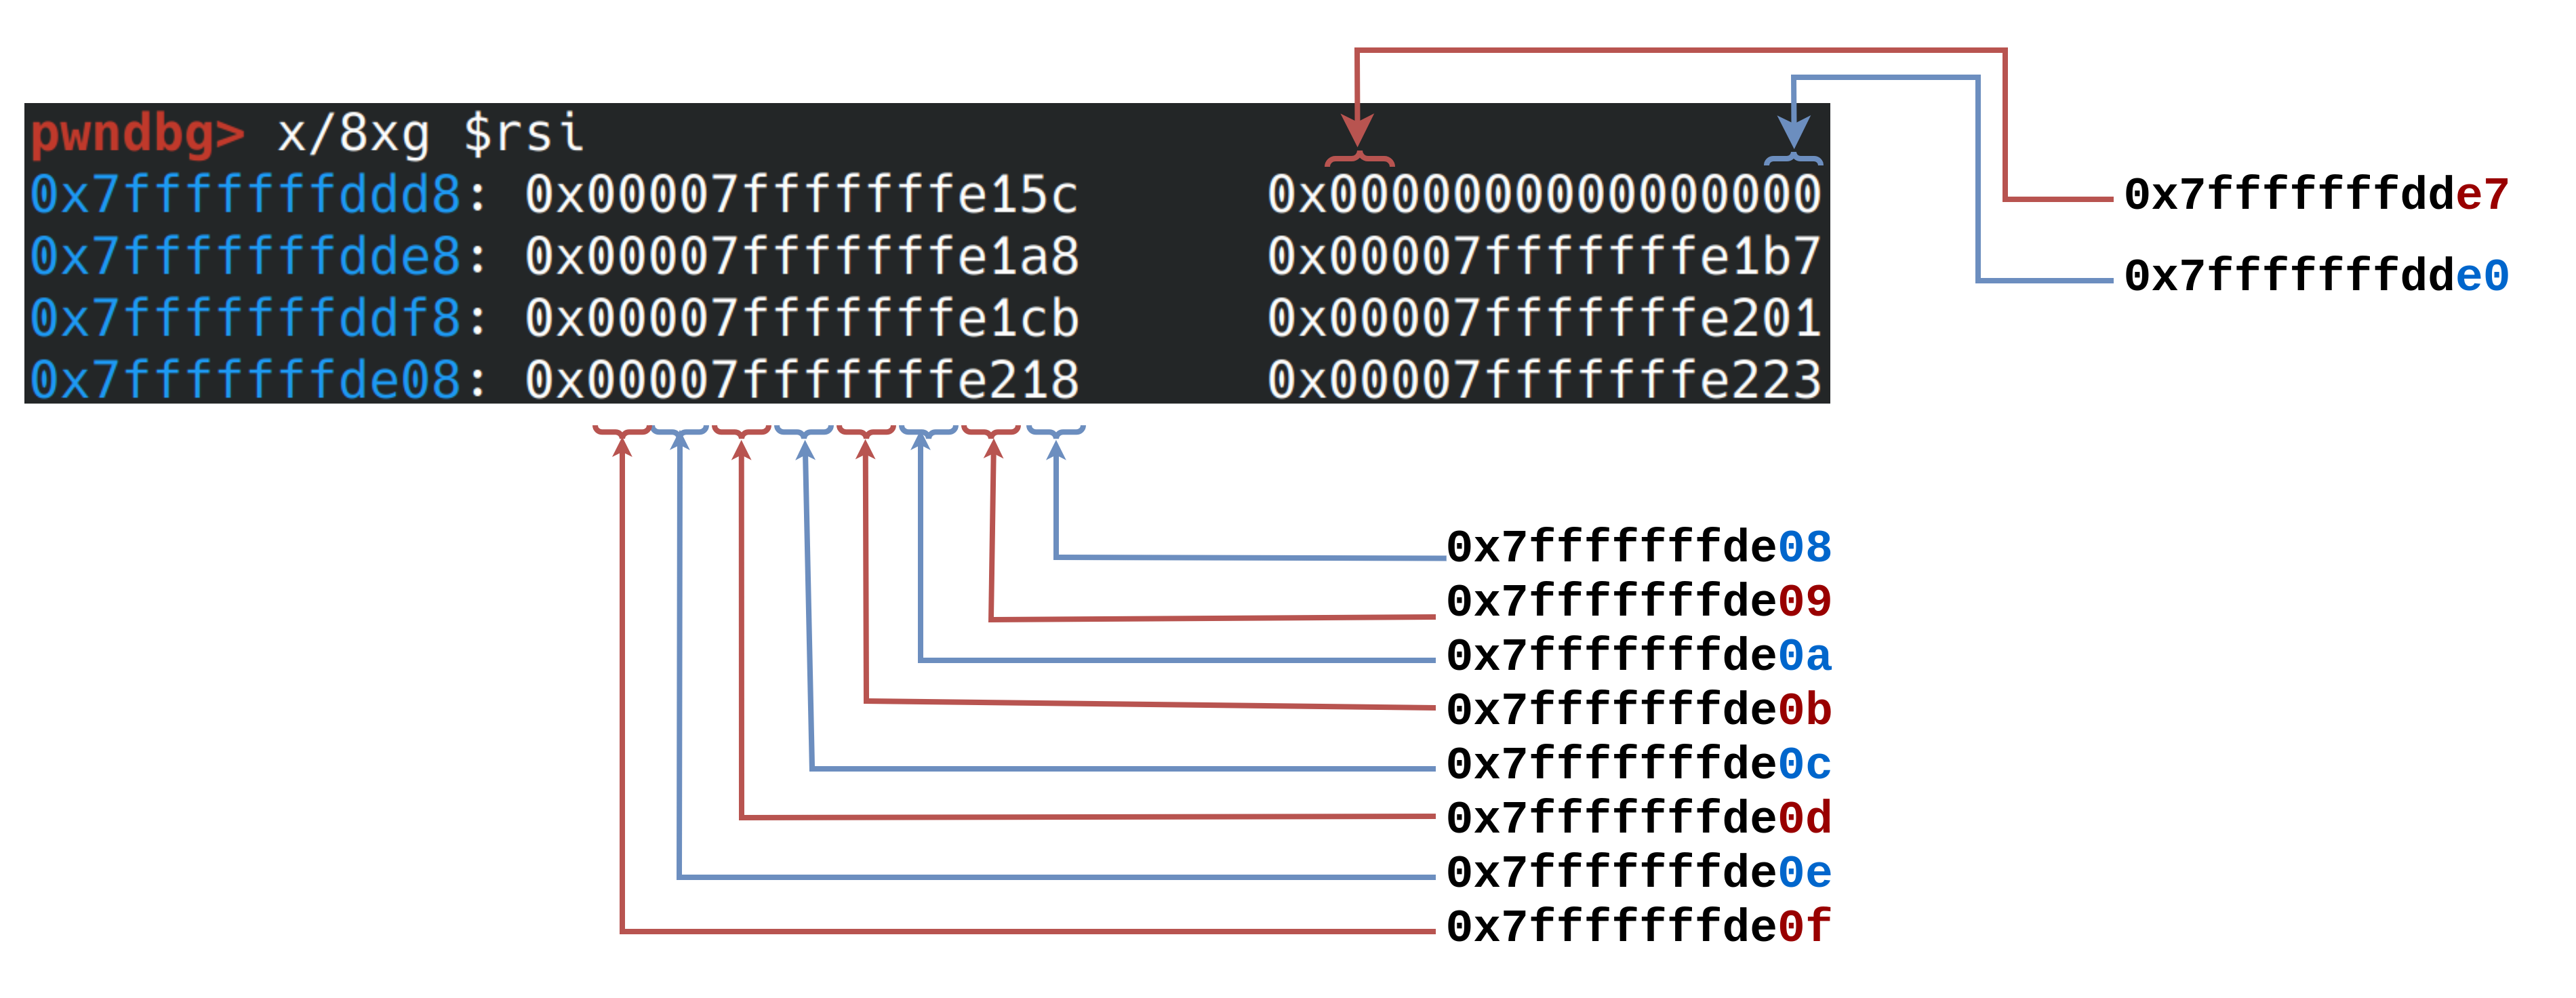 pwndbg> x/8xg $rsi
0x7fffffffddd8: 0x00007fffffffe15c 0x0000000000000000
0x7fffffffdde8: 0x00007fffffffe1a8 0x00007fffffffe1b7
0x7fffffffddf8: 0x00007fffffffe1cb 0x00007fffffffe201
0x7fffffffde08: 0x00007fffffffe218 0x00007fffffffe223
0x7fffffffdde7
0x7fffffffdde0
0x7fffffffde08
0x7fffffffde09
0x7fffffffde0a
0x7fffffffde0b
0x7fffffffde0c
0x7fffffffde0d
0x7fffffffde0e
0x7fffffffde0f